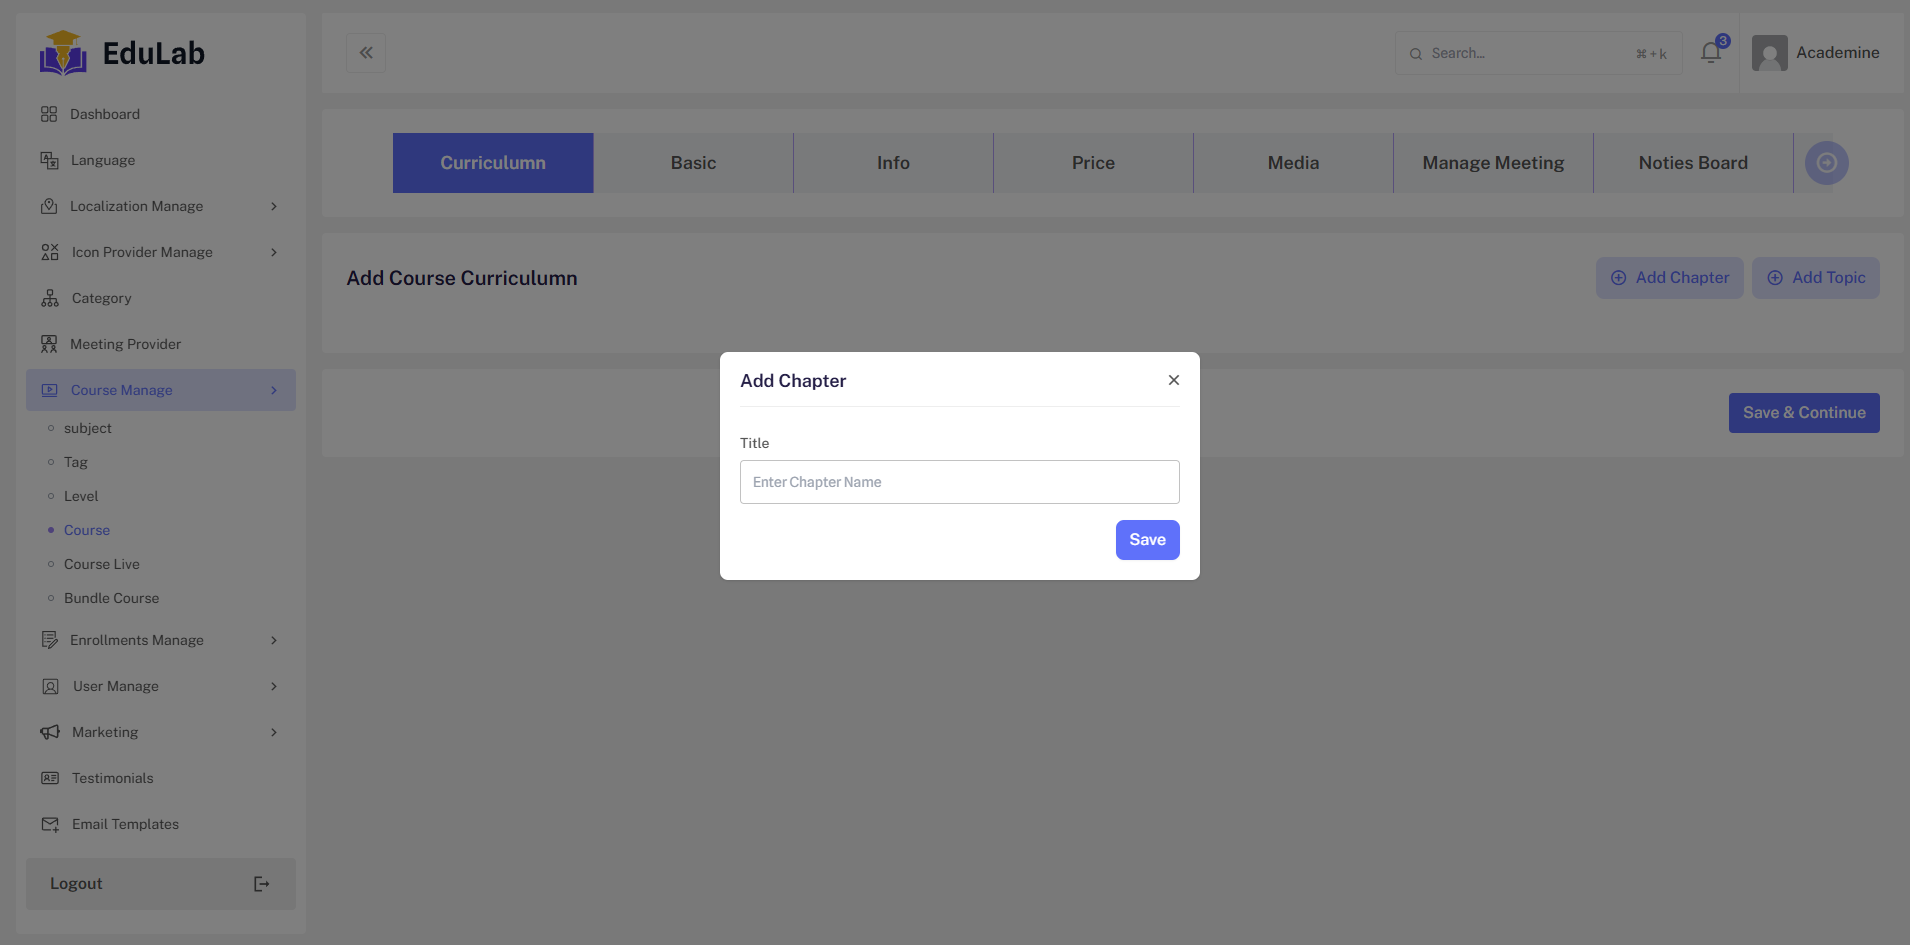 EduLab
Dashboard
Language
Localization Manage
Icon Provider Manage
Category
Meeting Provider
Course Manage
subject
Tag
Level
Course
Course Live
Bundle Course
Enrollments Manage
User Manage
Marketing
Testimonials
Email Templates
Logout
Search... ⌘+k
3
Academine
Curriculumn Basic Info Price Media Manage Meeting Noties Board
Add Course Curriculumn
Add Chapter Add Topic
Save & Continue
Add Chapter
Title
Enter Chapter Name
Save